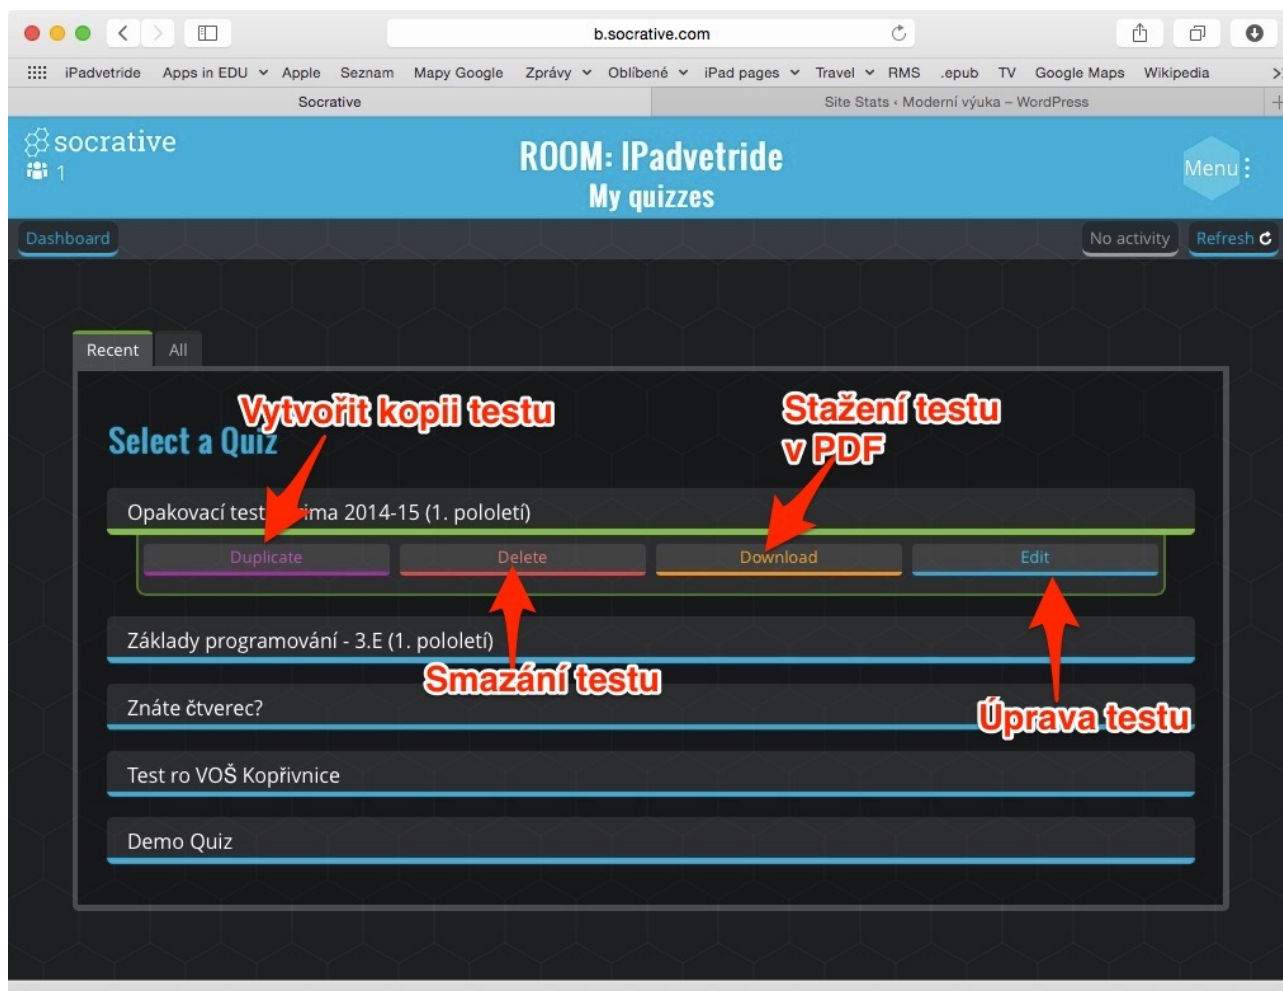 b.socrative.com
iPadvetride Apps in EDU Apple Seznam Mapy Google Zprávy Oblíbené iPad pages Travel RMS .epub TV Google Maps Wikipedia
Socrative Site Stats ‹ Moderní výuka – WordPress
socrative
1
ROOM: IPadvetride
My quizzes
Menu
Dashboard No activity Refresh
Recent All
Vytvořit kopii testu
Stažení testu
v PDF
Select a Quiz
Opakovací test 2014-15 (1. pololetí)
Duplicate Delete Download Edit
Základy programování - 3.E (1. pololetí)
Smazání testu
Znáte čtverec?
Úprava testu
Test ro VOŠ Kopřivnice
Demo Quiz